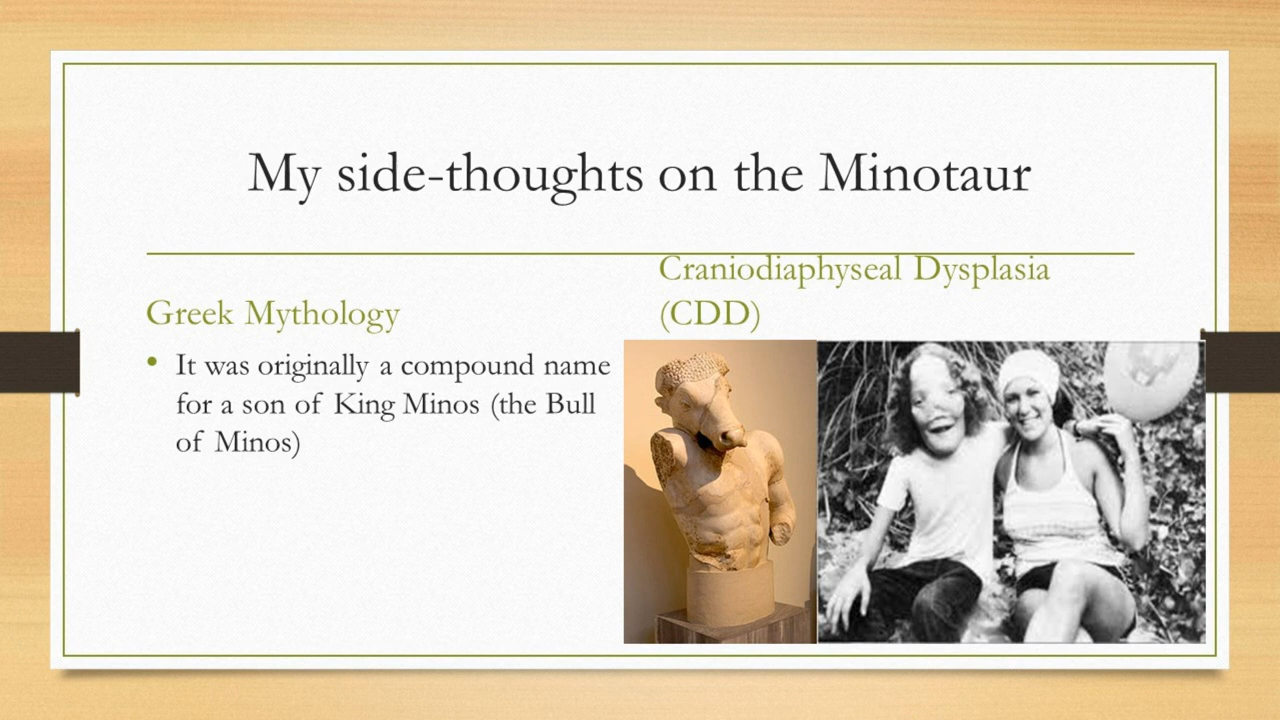 My side-thoughts on the Minotaur
Greek Mythology
• It was originally a compound name
for a son of King Minos (the Bull
of Minos)
Craniodiaphyseal Dysplasia
(CDD)